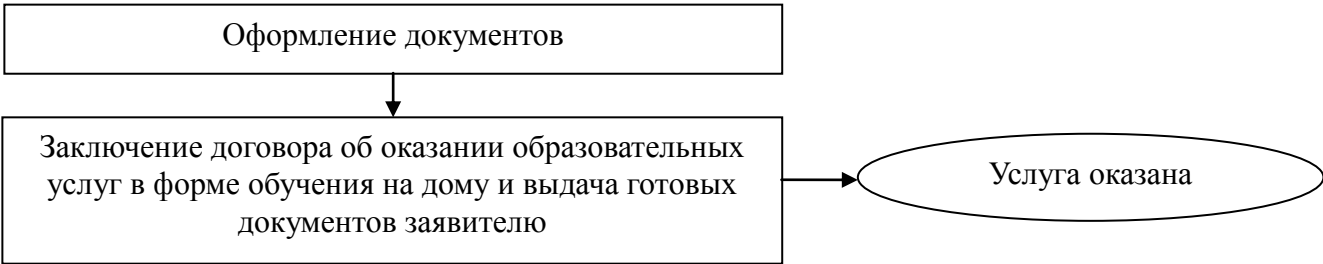 Оформление документов
Заключение договора об оказании образовательных
услуг в форме обучения на дому и выдача готовых
документов заявителю
Услуга оказана